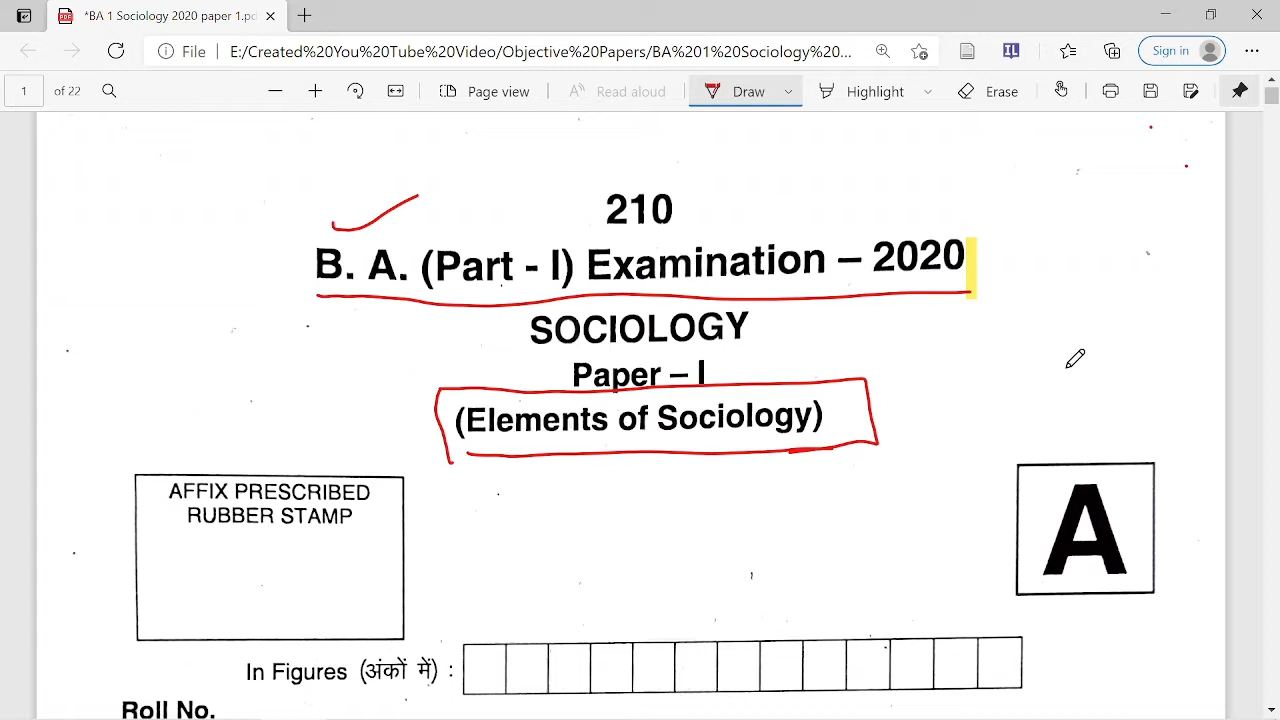 *BA 1 Sociology 2020 paper 1.pd
File E:/Created%20You%20Tube%20Video/Objective%20Papers/BA%201%20Sociology%20... IL Sign in
1 of 22 Page view Read aloud Draw Highlight Erase
210
B. A. (Part - I) Examination – 2020
SOCIOLOGY
Paper – I
(Elements of Sociology)
AFFIX PRESCRIBED
RUBBER STAMP
A
In Figures (अंकों में) :
Roll No.